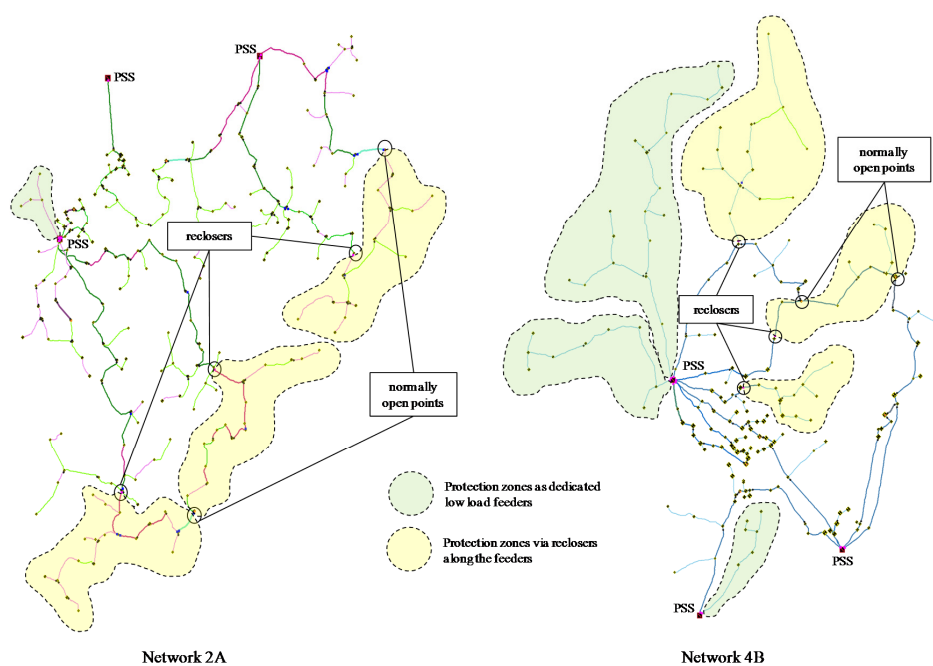 PSS
PSS
PSS
reclosers
normally
open points
Protection zones as dedicated
low load feeders
Protection zones via reclosers
along the feeders
Network 2A
normally
open points
reclosers
PSS
PSS
PSS
Network 4B